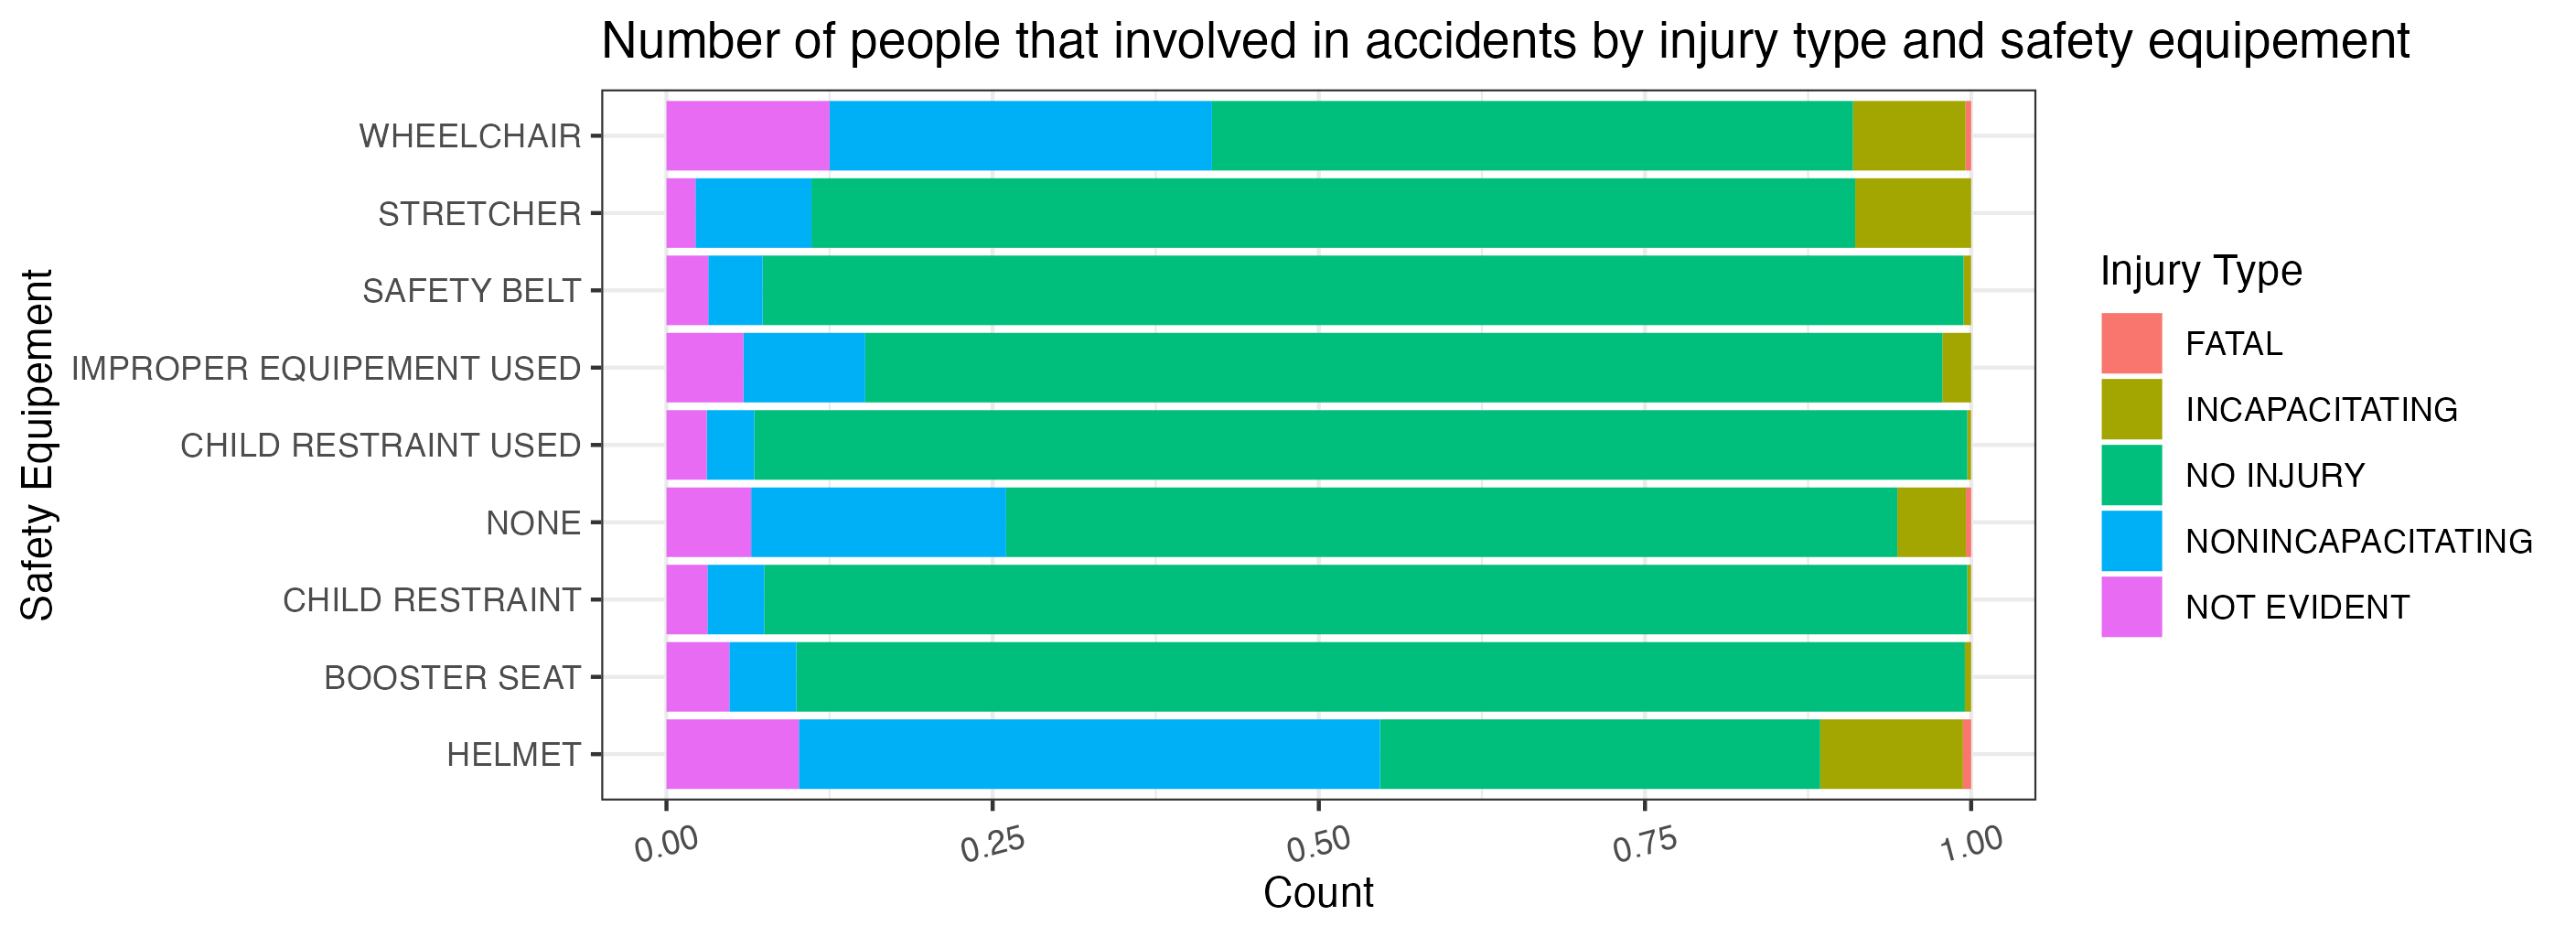 Number of people that involved in accidents by injury type and safety equipement
Safety Equipement
WHEELCHAIR
STRETCHER
SAFETY BELT
IMPROPER EQUIPEMENT USED
CHILD RESTRAINT USED
NONE
CHILD RESTRAINT
BOOSTER SEAT
HELMET
0.00 0.25 0.50 0.75 1.00
Count
Injury Type
FATAL
INCAPACITATING
NO INJURY
NONINCAPACITATING
NOT EVIDENT